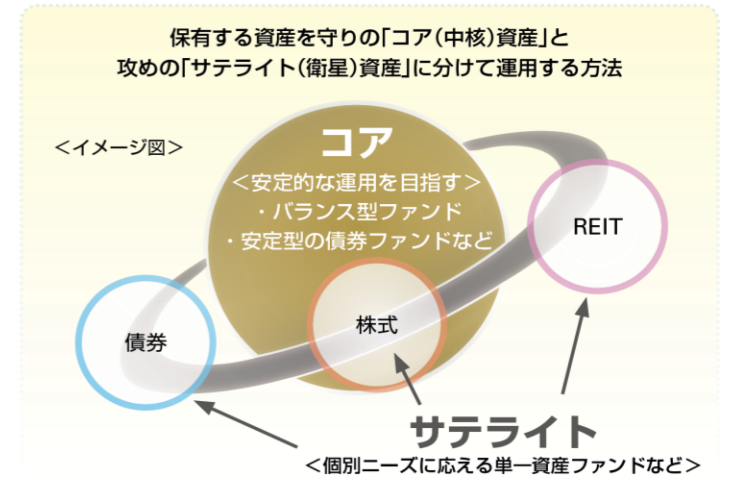 保有する資産を守りの「コア（中核）資産」と
攻めの「サテライト（衛星）資産」に分けて運用する方法
＜イメージ図＞
コア
＜安定的な運用を目指す＞
・バランス型ファンド
・安定型の債券ファンドなど
REIT
株式
債券
サテライト
＜個別ニーズに応える単一資産ファンドなど＞